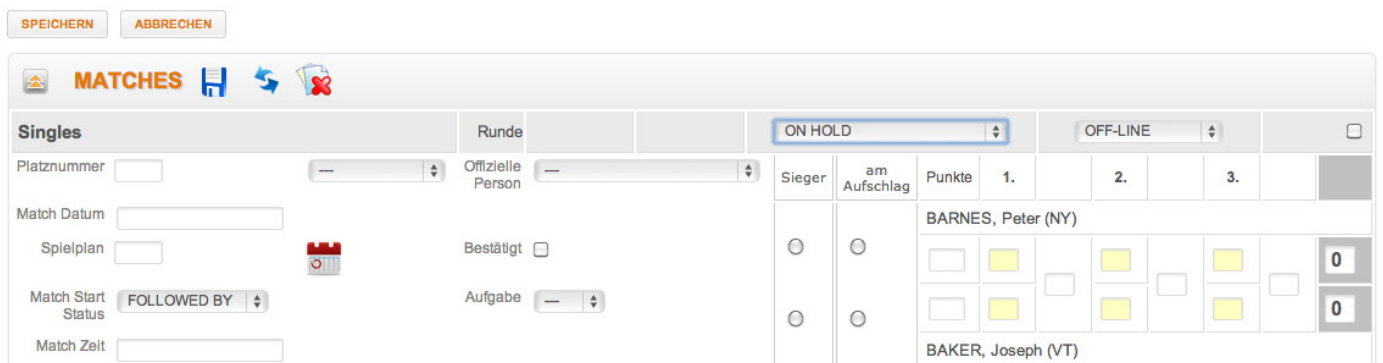 SPEICHERN ABBRECHEN
MATCHES
Singles Runde ON HOLD OFF-LINE
Platznummer --- Offizielle Person --- Sieger am Aufschlag Punkte 1. 2. 3.
Match Datum BARNES, Peter (NY)
Spielplan Bestätigt 0
Match Start Status FOLLOWED BY Aufgabe --- 0
Match Zeit BAKER, Joseph (VT)